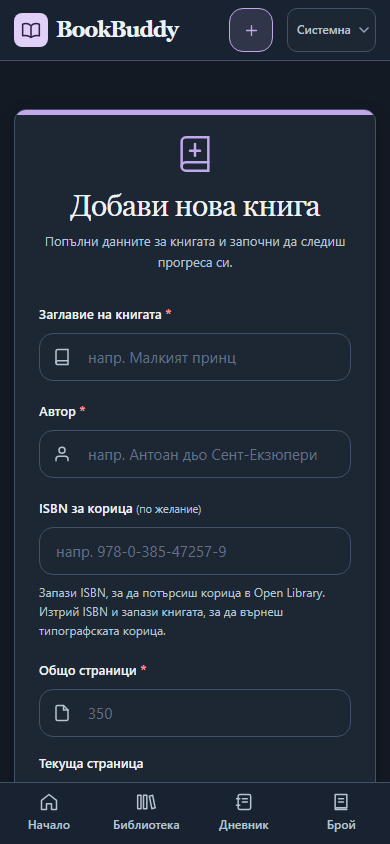 BookBuddy
+
Системна
Добави нова книга
Попълни данните за книгата и започни да следиш
прогреса си.
Заглавие на книгата *
напр. Малкият принц
Автор *
напр. Антоан дьо Сент-Екзюпери
ISBN за корица (по желание)
напр. 978-0-385-47257-9
Запази ISBN, за да потърсиш корица в Open Library.
Изтрий ISBN и запази книгата, за да върнеш
типографската корица.
Общо страници *
350
Текуща страница
Начало
Библиотека
Дневник
Брой